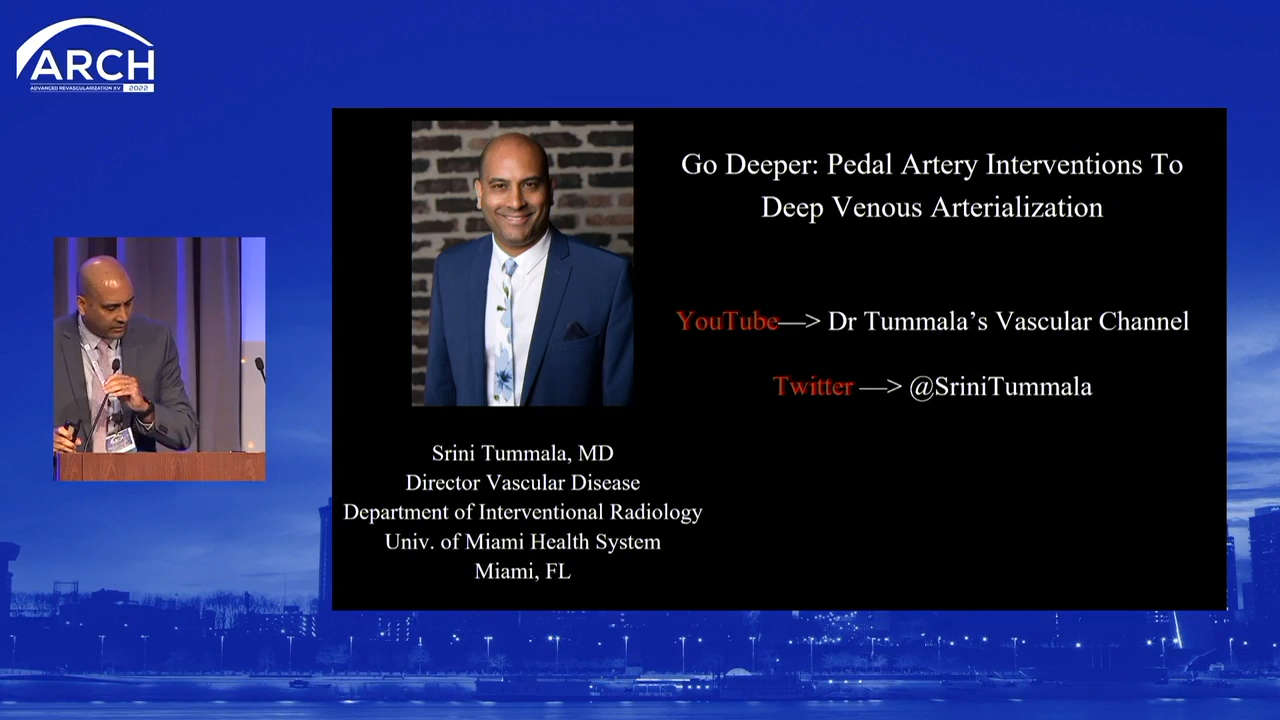 ARCH
ADVANCED REVASCULARIZATION XV 2022
Go Deeper: Pedal Artery Interventions To
Deep Venous Arterialization
YouTube—> Dr Tummala’s Vascular Channel
Twitter —> @SriniTummala
Srini Tummala, MD
Director Vascular Disease
Department of Interventional Radiology
Univ. of Miami Health System
Miami, FL